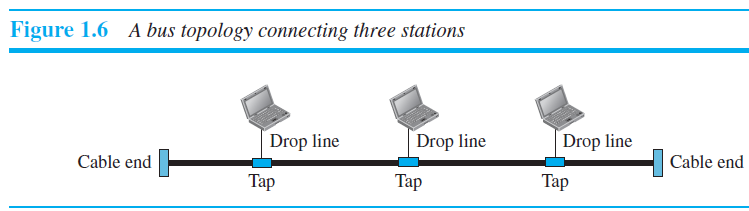 Figure 1.6 A bus topology connecting three stations
Drop line Drop line Drop line
Cable end Cable end
Tap Tap Tap